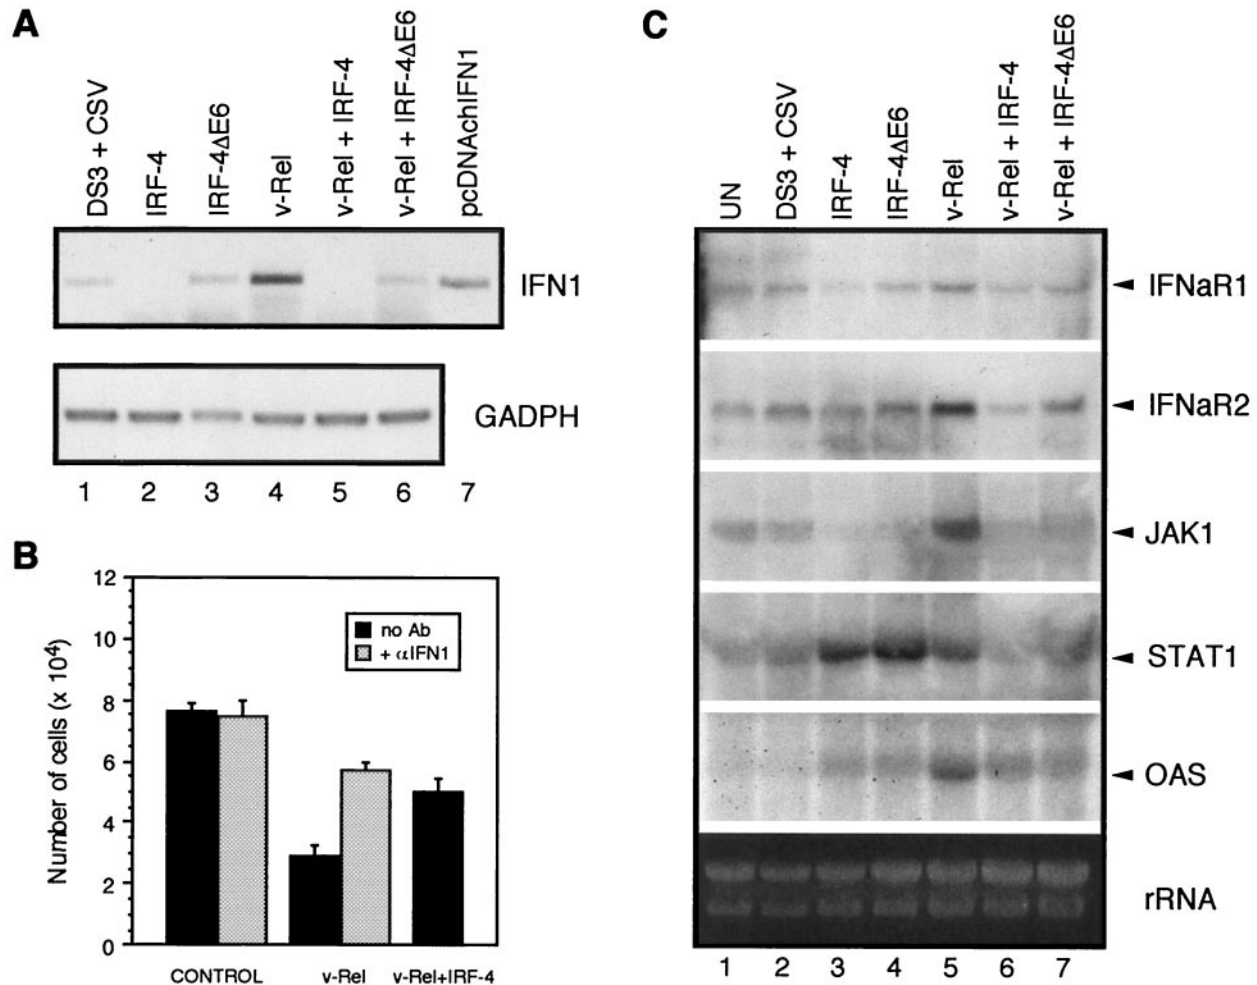 A
DS3 + CSV
IRF-4
IRF-4ΔE6
v-Rel
v-Rel + IRF-4
v-Rel + IRF-4ΔE6
pcDNAchIFN1
IFN1
GADPH
1 2 3 4 5 6 7
B
12
10
8
6
4
2
0
Number of cells (x 10⁴)
no Ab
+ αIFN1
CONTROL v-Rel v-Rel+IRF-4
C
UN
DS3 + CSV
IRF-4
IRF-4ΔE6
v-Rel
v-Rel + IRF-4
v-Rel + IRF-4ΔE6
IFNaR1
IFNaR2
JAK1
STAT1
OAS
rRNA
1 2 3 4 5 6 7